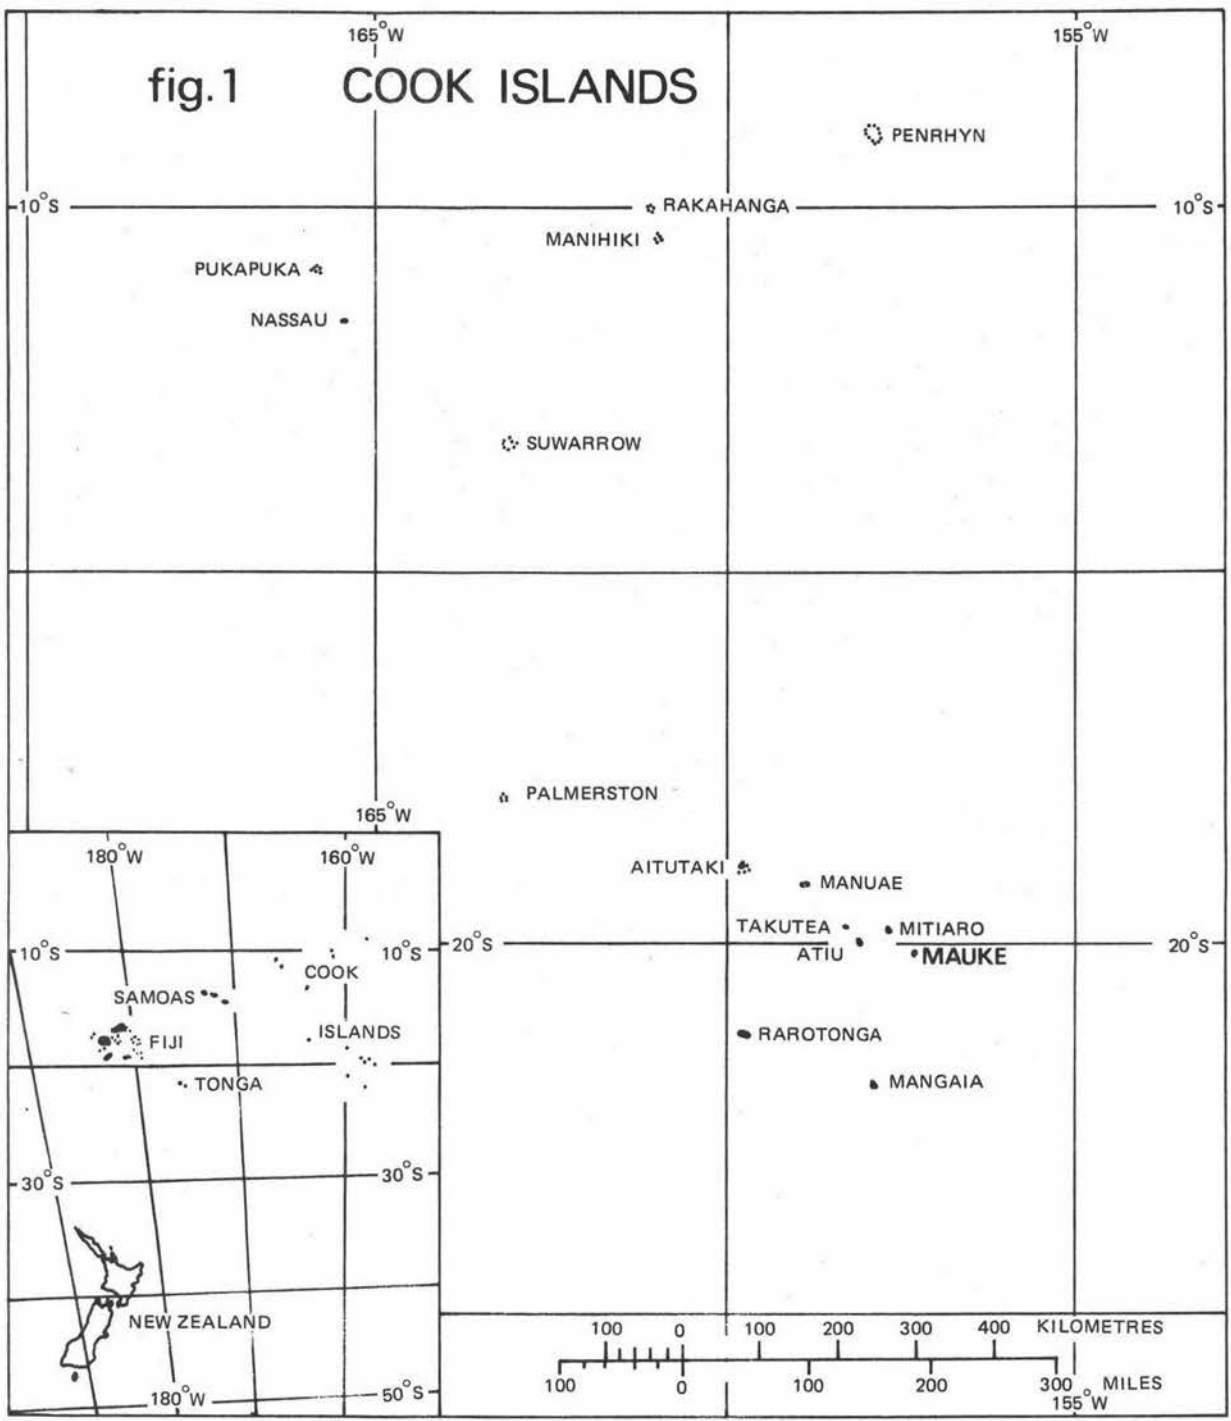 165°W 155°W
fig.1 COOK ISLANDS
PENRHYN
10°S RAKAHANGA 10°S
MANIHIKI
PUKAPUKA
NASSAU
SUWARROW
PALMERSTON
165°W
AITUTAKI
MANUAE
TAKUTEA MITIARO
20°S 20°S
ATIU MAUKE
RAROTONGA
MANGAIA
180°W 160°W
10°S 10°S
COOK
SAMOAS
ISLANDS
FIJI
TONGA
30°S 30°S
NEW ZEALAND
180°W 50°S
100 0 100 200 300 400 KILOMETRES
100 0 100 200 300 MILES
155°W